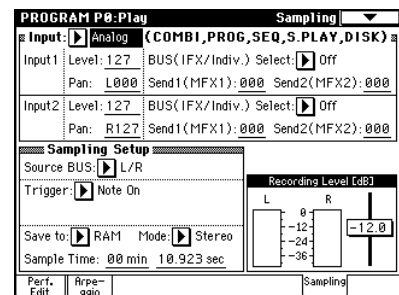 PROGRAM P0:Play Sampling
Input: Analog (COMBI,PROG,SEQ,S.PLAY,DISK)
Input1 Level: 127 BUS(IFX/Indiv.) Select: Off
Pan: L000 Send1(MFX1): 000 Send2(MFX2): 000
Input2 Level: 127 BUS(IFX/Indiv.) Select: Off
Pan: R127 Send1(MFX1): 000 Send2(MFX2): 000
Sampling Setup
Source BUS: L/R
Trigger: Note On
Save to: RAM Mode: Stereo
Sample Time: 00 min 10.923 sec
Recording Level [dB]
L R
0
-12
-24
-36
-12.0
Perf. Edit Arpe- ggio Sampling